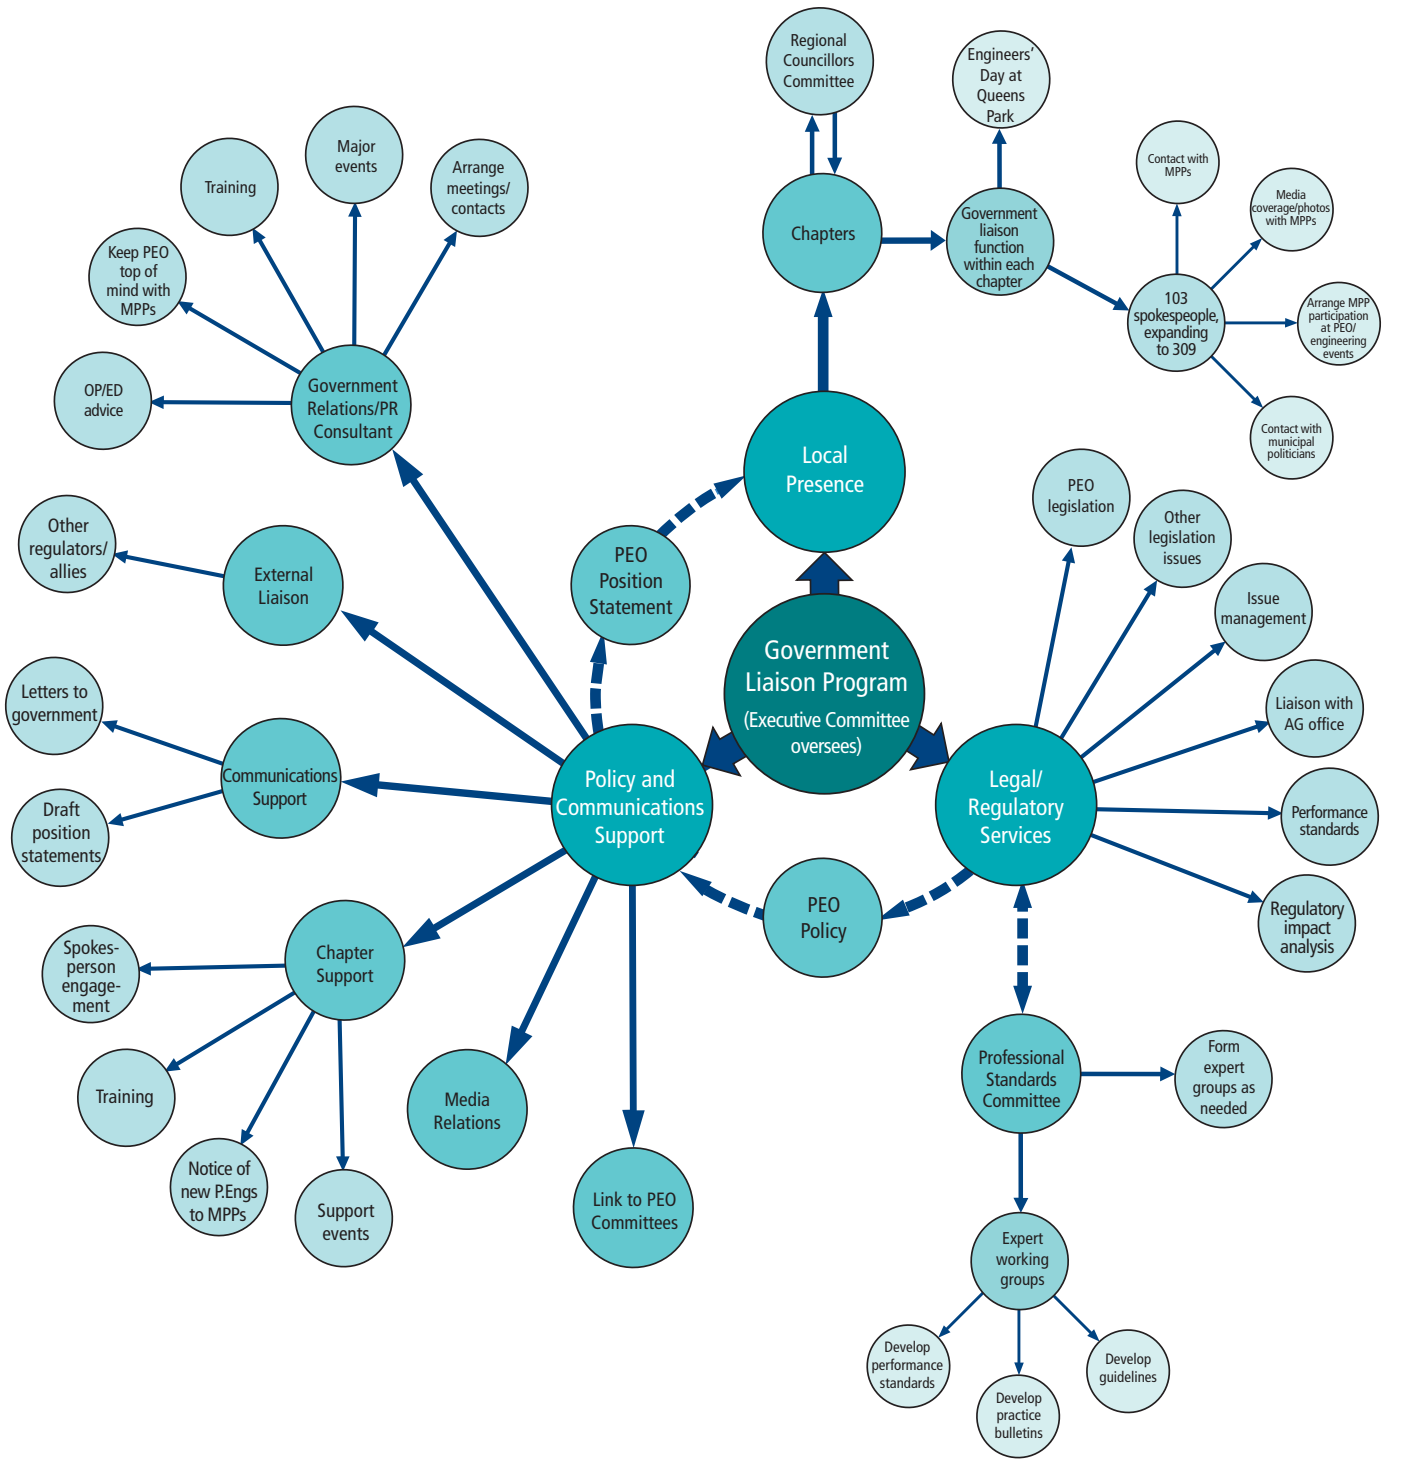 Regional
Councillors
Committee
Engineers’
Day at
Queens
Park
Major
events
Training
Arrange
meetings/
contacts
Contact with
MPPs
Media
coverage/photos
with MPPs
Chapters
Government
liaison
function
within each
chapter
Keep PEO
top of
mind with
MPPs
103
spokespeople,
expanding
to 309
Arrange MPP
participation
at PEO/
engineering
events
OP/ED
advice
Government
Relations/PR
Consultant
Contact with
municipal
politicians
Local
Presence
PEO
legislation
Other
legislation
issues
Other
regulators/
allies
External
Liaison
PEO
Position
Statement
Issue
management
Government
Liaison Program
(Executive Committee
oversees)
Letters to
government
Liaison with
AG office
Communications
Support
Policy and
Communications
Support
Legal/
Regulatory
Services
Performance
standards
Draft
position
statements
PEO
Policy
Regulatory
impact
analysis
Chapter
Support
Spokes-
person
engage-
ment
Training
Media
Relations
Professional
Standards
Committee
Form
expert
groups as
needed
Notice of
new P.Engs
to MPPs
Support
events
Link to PEO
Committees
Expert
working
groups
Develop
performance
standards
Develop
practice
bulletins
Develop
guidelines